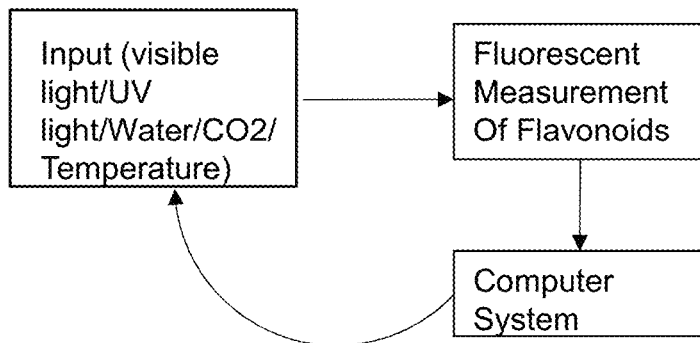 Input (visible
light/UV
light/Water/CO2/
Temperature)
Fluorescent
Measurement
Of Flavonoids
Computer
System